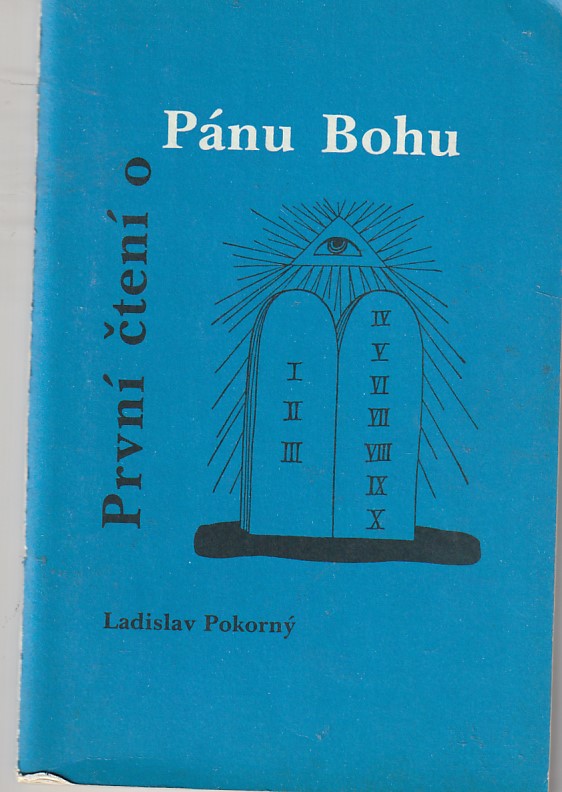 První čtení o
Pánu Bohu
I
II
III
IV
V
VI
VII
VIII
IX
X
Ladislav Pokorný